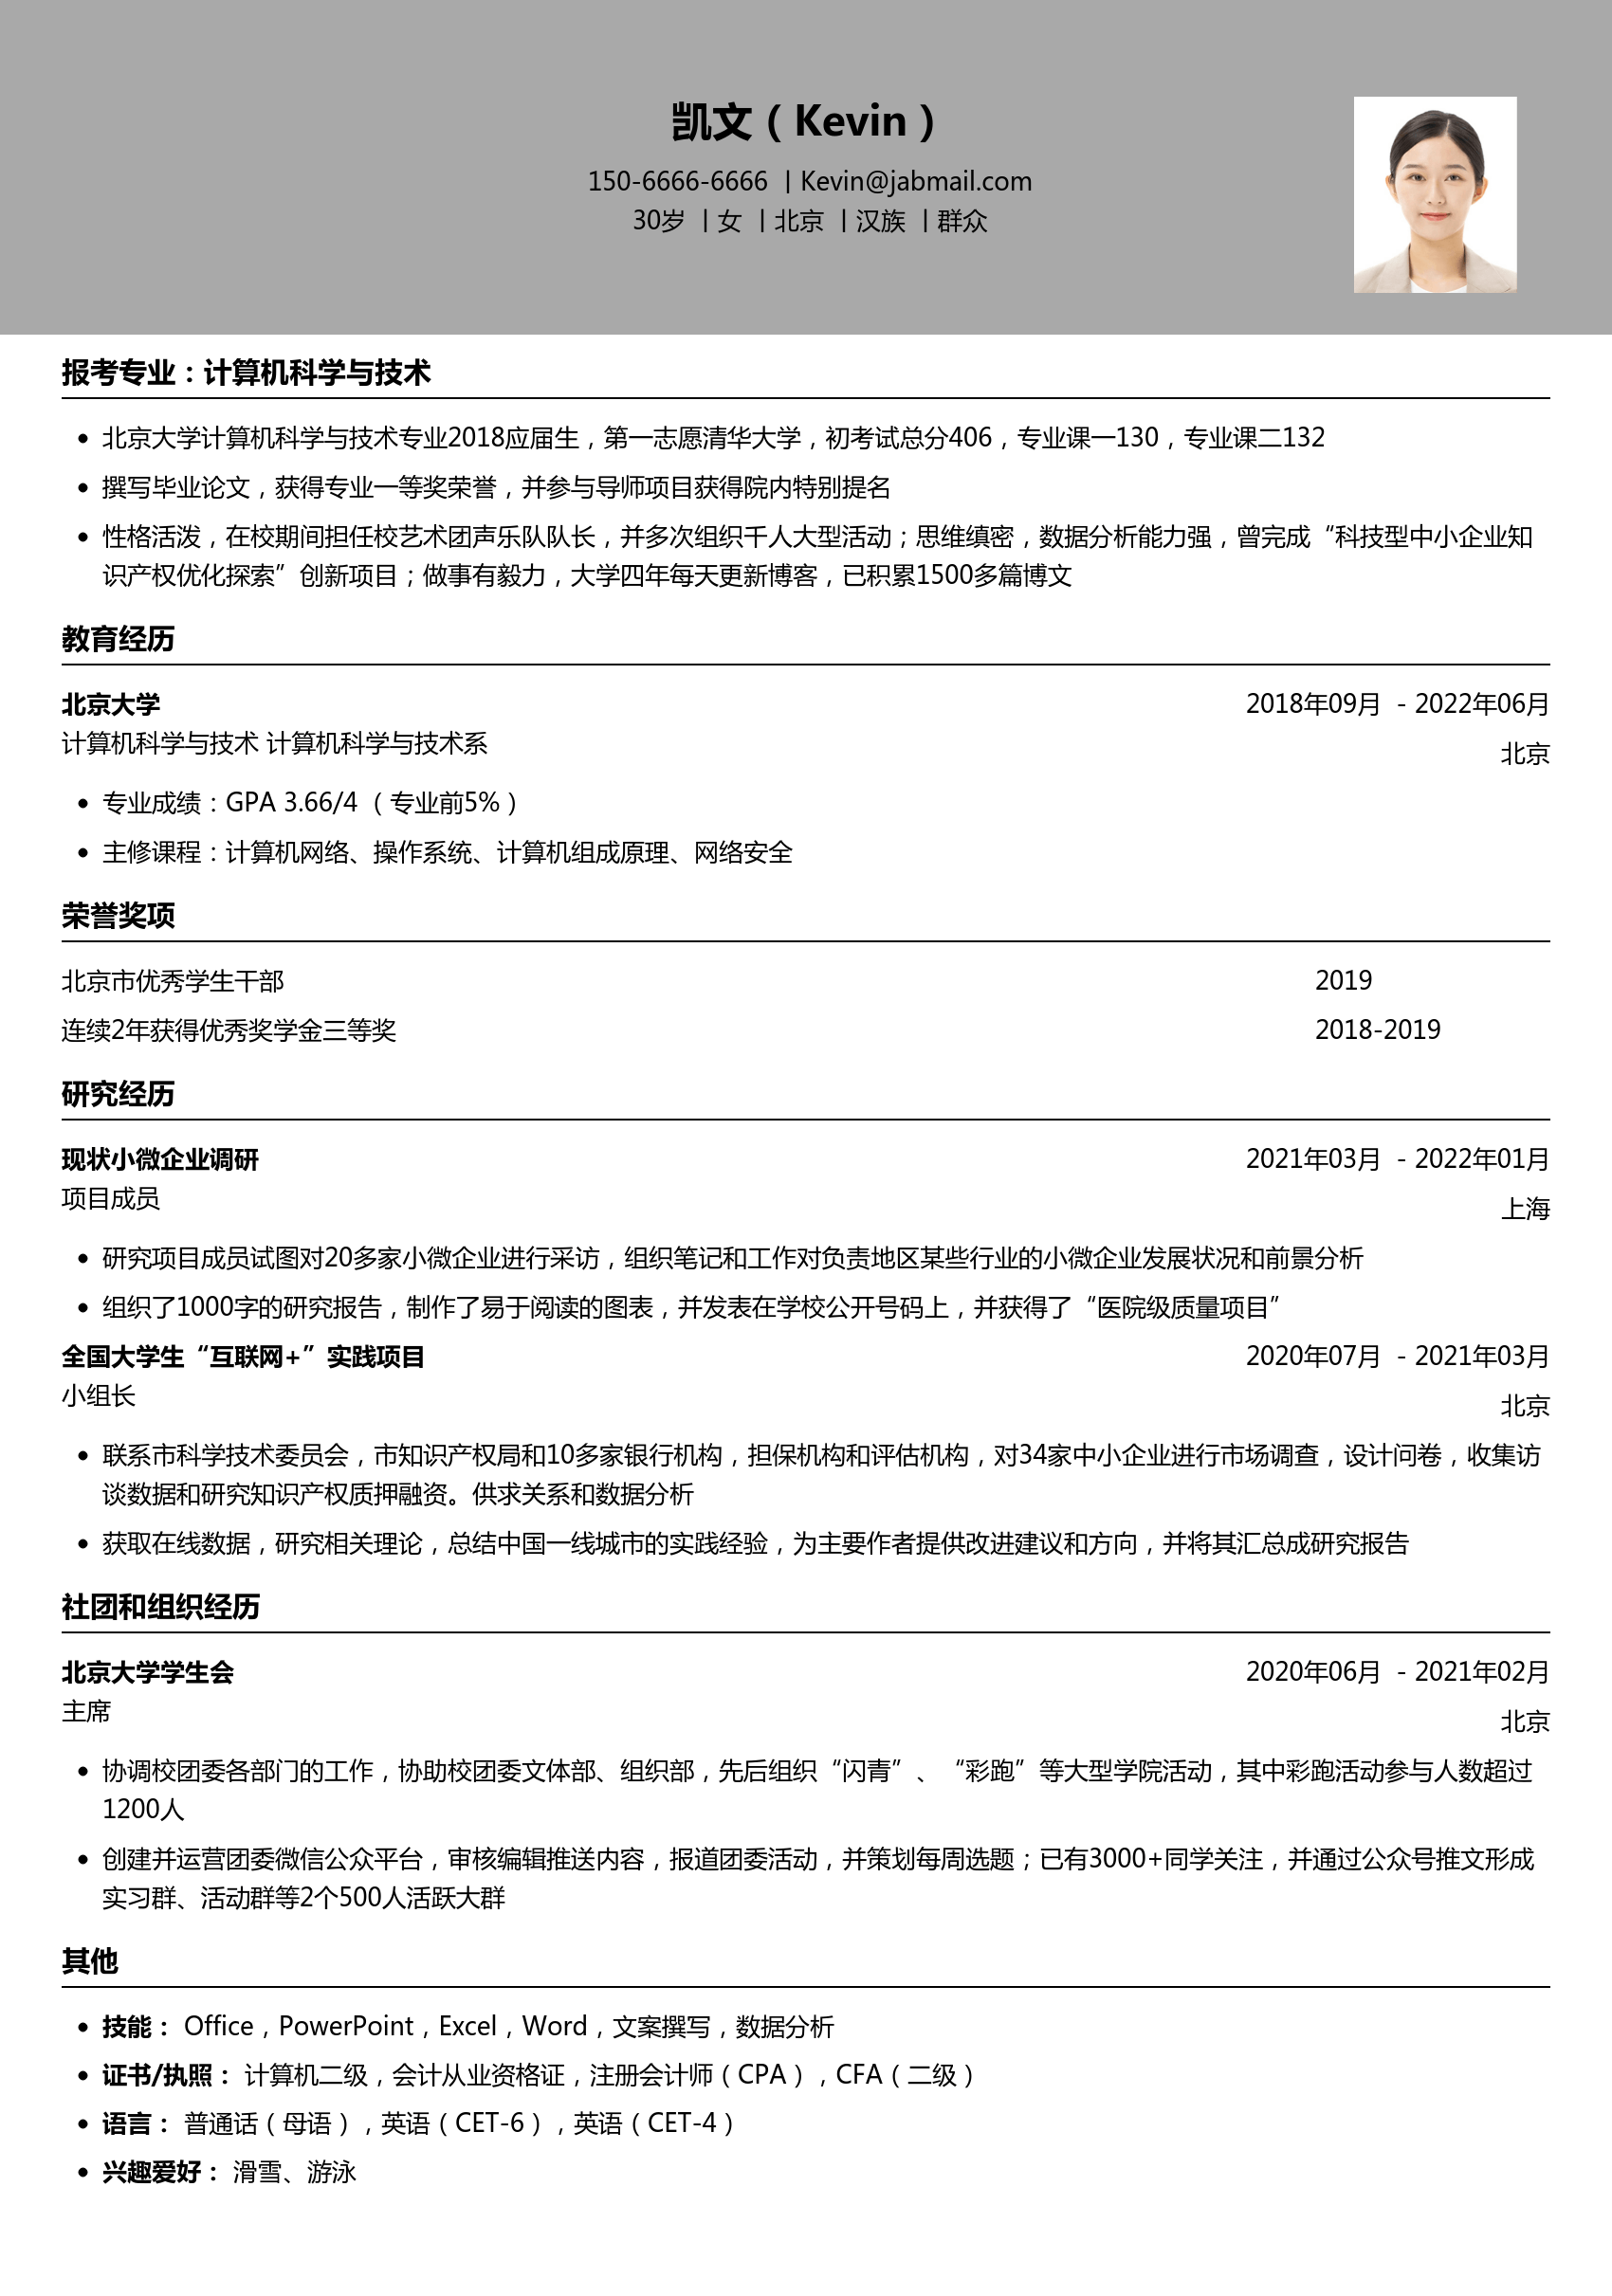 凯文（Kevin）
150-6666-6666 | Kevin@jabmail.com
30岁 | 女 | 北京 | 汉族 | 群众
报考专业：计算机科学与技术
• 北京大学计算机科学与技术专业2018应届生，第一志愿清华大学，初考试总分406，专业课一130，专业课二132
• 撰写毕业论文，获得专业一等奖荣誉，并参与导师项目获得院内特别提名
• 性格活泼，在校期间担任校艺术团声乐队队长，并多次组织千人大型活动；思维缜密，数据分析能力强，曾完成“科技型中小企业知
识产权优化探索”创新项目；做事有毅力，大学四年每天更新博客，已积累1500多篇博文
教育经历
北京大学 2018年09月 - 2022年06月
计算机科学与技术 计算机科学与技术系 北京
• 专业成绩：GPA 3.66/4 （专业前5%）
• 主修课程：计算机网络、操作系统、计算机组成原理、网络安全
荣誉奖项
北京市优秀学生干部 2019
连续2年获得优秀奖学金三等奖 2018-2019
研究经历
现状小微企业调研 2021年03月 - 2022年01月
项目成员 上海
• 研究项目成员试图对20多家小微企业进行采访，组织笔记和工作对负责地区某些行业的小微企业发展状况和前景分析
• 组织了1000字的研究报告，制作了易于阅读的图表，并发表在学校公开号码上，并获得了“医院级质量项目”
全国大学生“互联网+”实践项目 2020年07月 - 2021年03月
小组长 北京
• 联系市科学技术委员会，市知识产权局和10多家银行机构，担保机构和评估机构，对34家中小企业进行市场调查，设计问卷，收集访
谈数据和研究知识产权质押融资。供求关系和数据分析
• 获取在线数据，研究相关理论，总结中国一线城市的实践经验，为主要作者提供改进建议和方向，并将其汇总成研究报告
社团和组织经历
北京大学学生会 2020年06月 - 2021年02月
主席 北京
• 协调校团委各部门的工作，协助校团委文体部、组织部，先后组织“闪青”、“彩跑”等大型学院活动，其中彩跑活动参与人数超过
1200人
• 创建并运营团委微信公众平台，审核编辑推送内容，报道团委活动，并策划每周选题；已有3000+同学关注，并通过公众号推文形成
实习群、活动群等2个500人活跃大群
其他
• 技能： Office，PowerPoint，Excel，Word，文案撰写，数据分析
• 证书/执照： 计算机二级，会计从业资格证，注册会计师（CPA），CFA（二级）
• 语言： 普通话（母语），英语（CET-6），英语（CET-4）
• 兴趣爱好： 滑雪、游泳